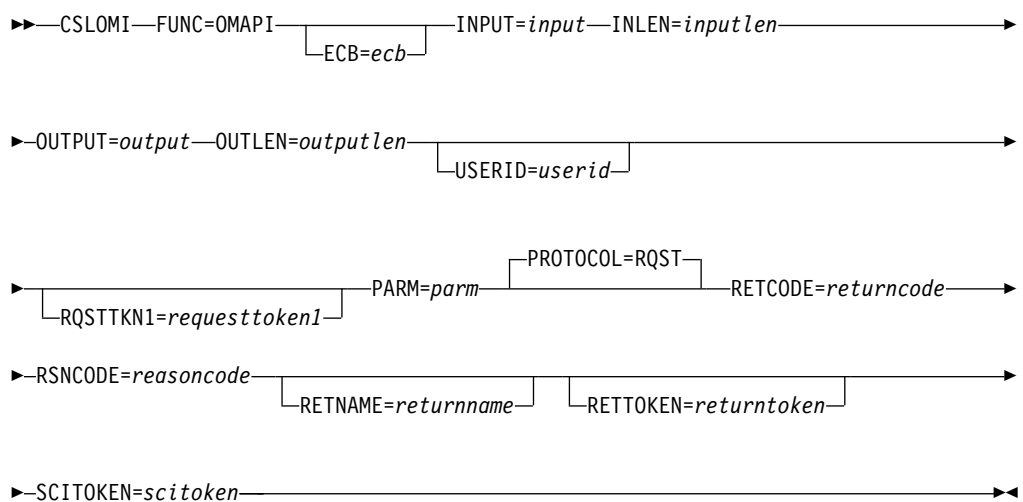 CSLOMI FUNC=OMAPI ECB=ecb INPUT=input INLEN=inputlen
OUTPUT=output OUTLEN=outputlen USERID=userid
RQSTTKN1=requesttoken1 PARM=parm PROTOCOL=RQST RETCODE=returncode
RSNCODE=reasoncode RETNAME=returnname RETTOKEN=returntoken
SCITOKEN=scitoken